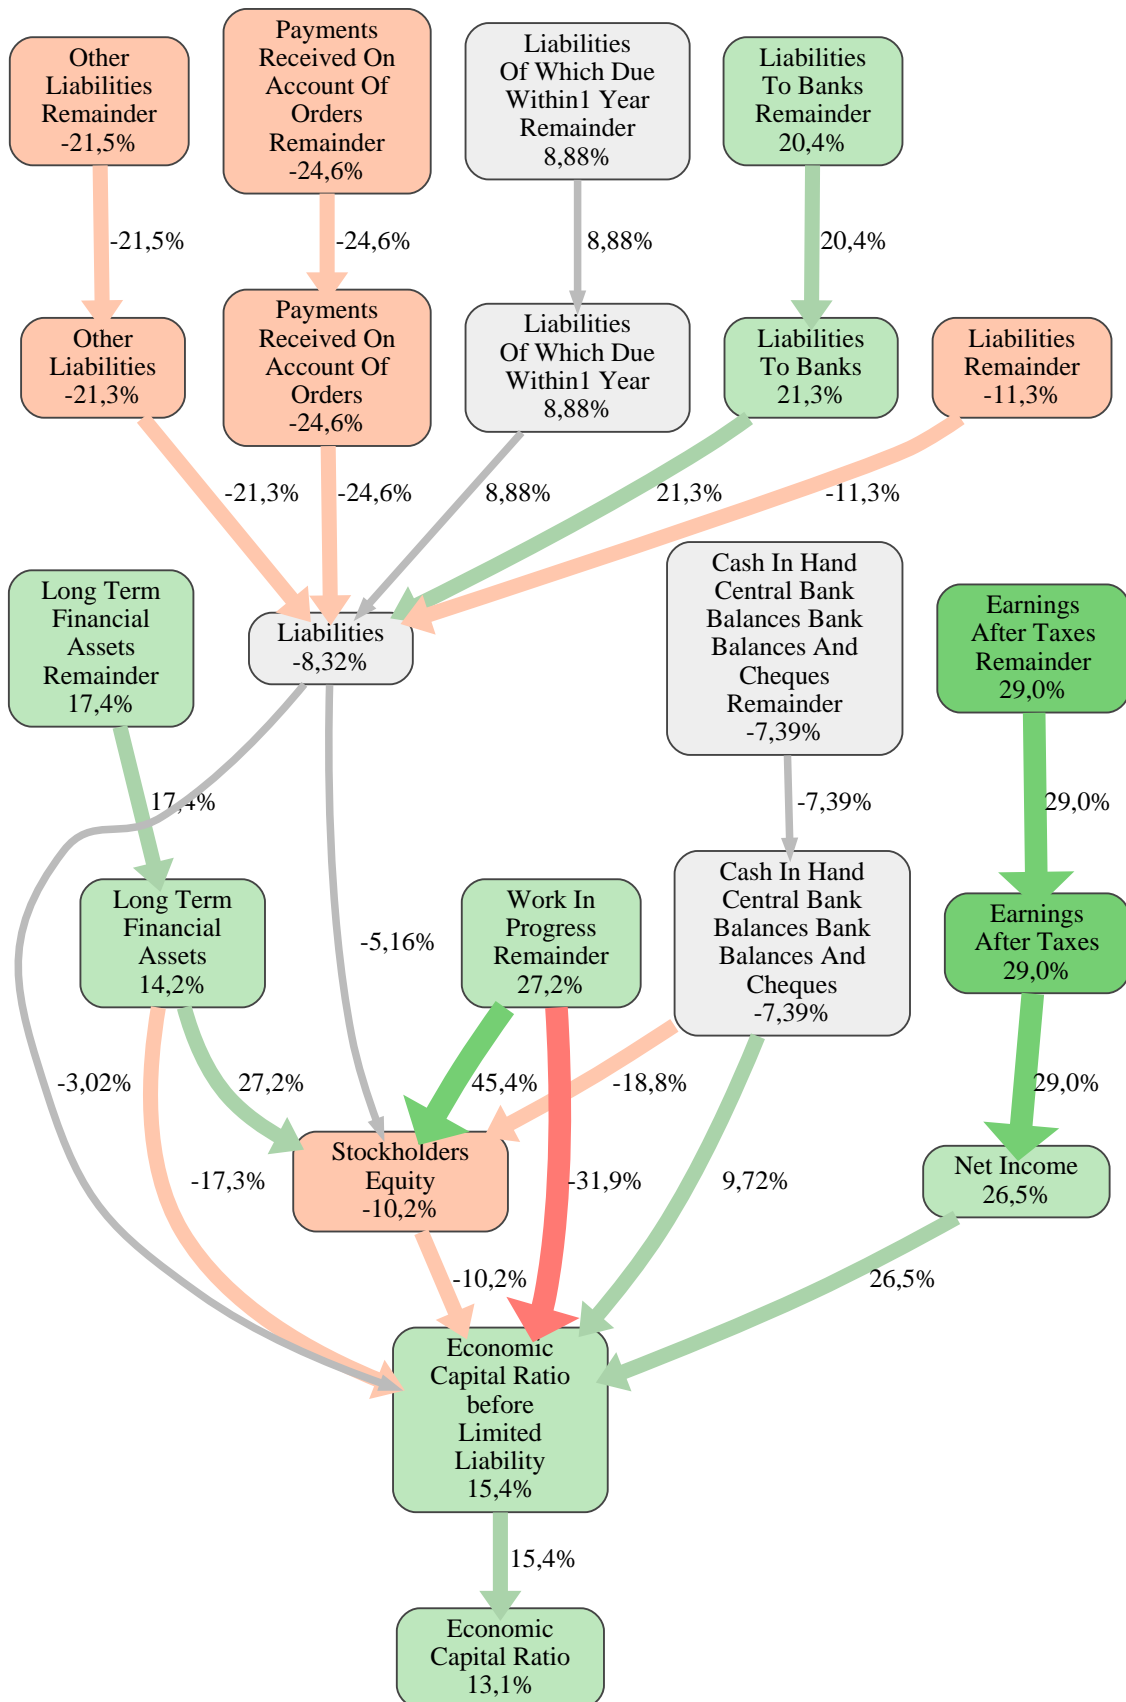 Other
Liabilities
Remainder
-21,5%
Payments
Received On
Account Of
Orders
Remainder
-24,6%
Liabilities
Of Which Due
Within1 Year
Remainder
8,88%
Liabilities
To Banks
Remainder
20,4%
-21,5%
-24,6%
8,88%
20,4%
Other
Liabilities
-21,3%
Payments
Received On
Account Of
Orders
-24,6%
Liabilities
Of Which Due
Within1 Year
8,88%
Liabilities
To Banks
21,3%
Liabilities
Remainder
-11,3%
-21,3%
-24,6%
8,88%
21,3%
-11,3%
Long Term
Financial
Assets
Remainder
17,4%
Liabilities
-8,32%
Cash In Hand
Central Bank
Balances Bank
Balances And
Cheques
Remainder
-7,39%
Earnings
After Taxes
Remainder
29,0%
17,4%
-7,39%
29,0%
Long Term
Financial
Assets
14,2%
-5,16%
Work In
Progress
Remainder
27,2%
Cash In Hand
Central Bank
Balances Bank
Balances And
Cheques
-7,39%
Earnings
After Taxes
29,0%
-3,02%
27,2%
45,4%
-18,8%
29,0%
-17,3%
Stockholders
Equity
-10,2%
-31,9%
9,72%
Net Income
26,5%
-10,2%
26,5%
Economic
Capital Ratio
before
Limited
Liability
15,4%
15,4%
Economic
Capital Ratio
13,1%